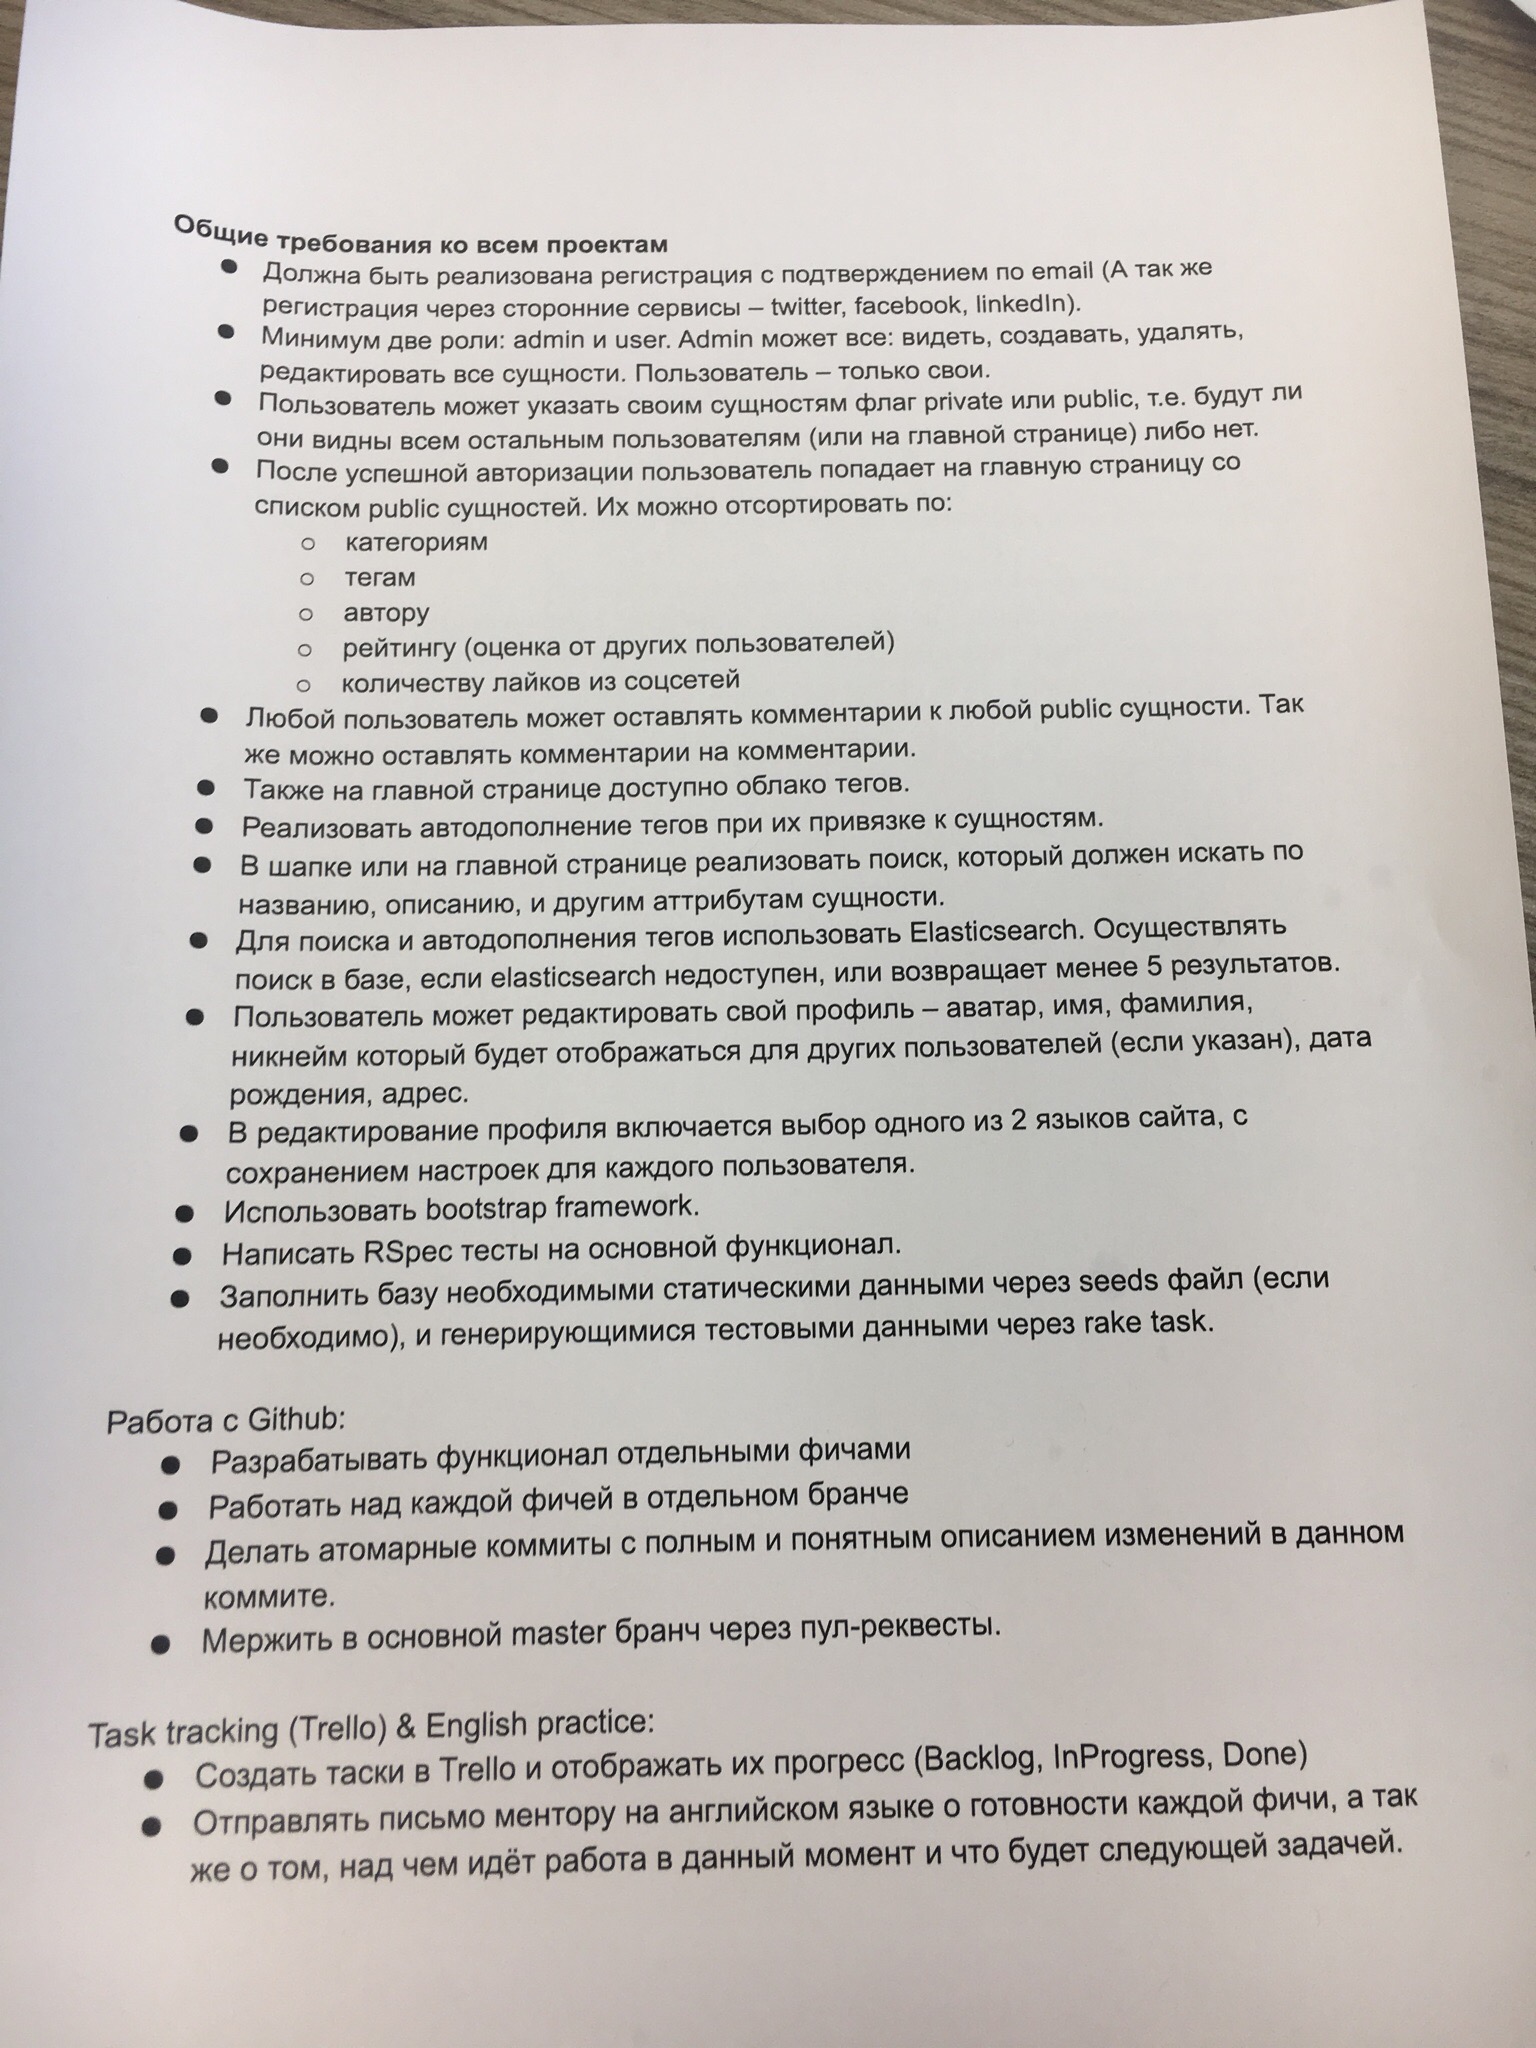 Общие требования ко всем проектам
● Должна быть реализована регистрация с подтверждением по email (А так же
регистрация через сторонние сервисы – twitter, facebook, linkedIn).
● Минимум две роли: admin и user. Admin может все: видеть, создавать, удалять,
редактировать все сущности. Пользователь – только свои.
● Пользователь может указать своим сущностям флаг private или public, т.е. будут ли
они видны всем остальным пользователям (или на главной странице) либо нет.
● После успешной авторизации пользователь попадает на главную страницу со
списком public сущностей. Их можно отсортировать по:
○ категориям
○ тегам
○ автору
○ рейтингу (оценка от других пользователей)
○ количеству лайков из соцсетей
● Любой пользователь может оставлять комментарии к любой public сущности. Так
же можно оставлять комментарии на комментарии.
● Также на главной странице доступно облако тегов.
● Реализовать автодополнение тегов при их привязке к сущностям.
● В шапке или на главной странице реализовать поиск, который должен искать по
названию, описанию, и другим аттрибутам сущности.
● Для поиска и автодополнения тегов использовать Elasticsearch. Осуществлять
поиск в базе, если elasticsearch недоступен, или возвращает менее 5 результатов.
● Пользователь может редактировать свой профиль – аватар, имя, фамилия,
никнейм который будет отображаться для других пользователей (если указан), дата
рождения, адрес.
● В редактирование профиля включается выбор одного из 2 языков сайта, с
сохранением настроек для каждого пользователя.
● Использовать bootstrap framework.
● Написать RSpec тесты на основной функционал.
● Заполнить базу необходимыми статическими данными через seeds файл (если
необходимо), и генерирующимися тестовыми данными через rake task.
Работа с Github:
● Разрабатывать функционал отдельными фичами
● Работать над каждой фичей в отдельном бранче
● Делать атомарные коммиты с полным и понятным описанием изменений в данном
коммите.
● Мержить в основной master бранч через пул-реквесты.
Task tracking (Trello) & English practice:
● Создать таски в Trello и отображать их прогресс (Backlog, InProgress, Done)
● Отправлять письмо ментору на английском языке о готовности каждой фичи, а так
же о том, над чем идёт работа в данный момент и что будет следующей задачей.